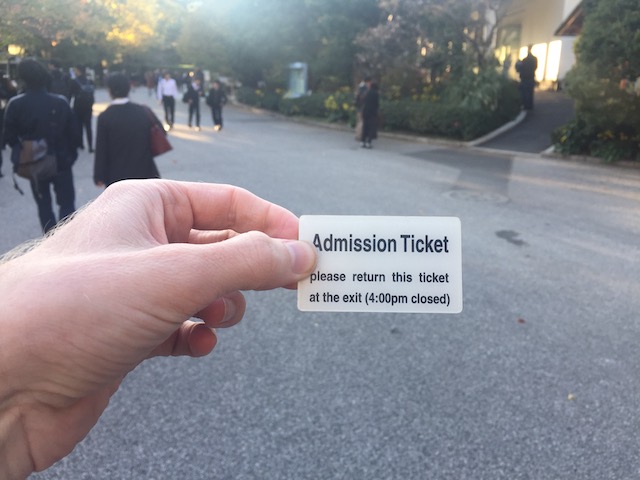 Admission Ticket
please return this ticket
at the exit (4:00pm closed)